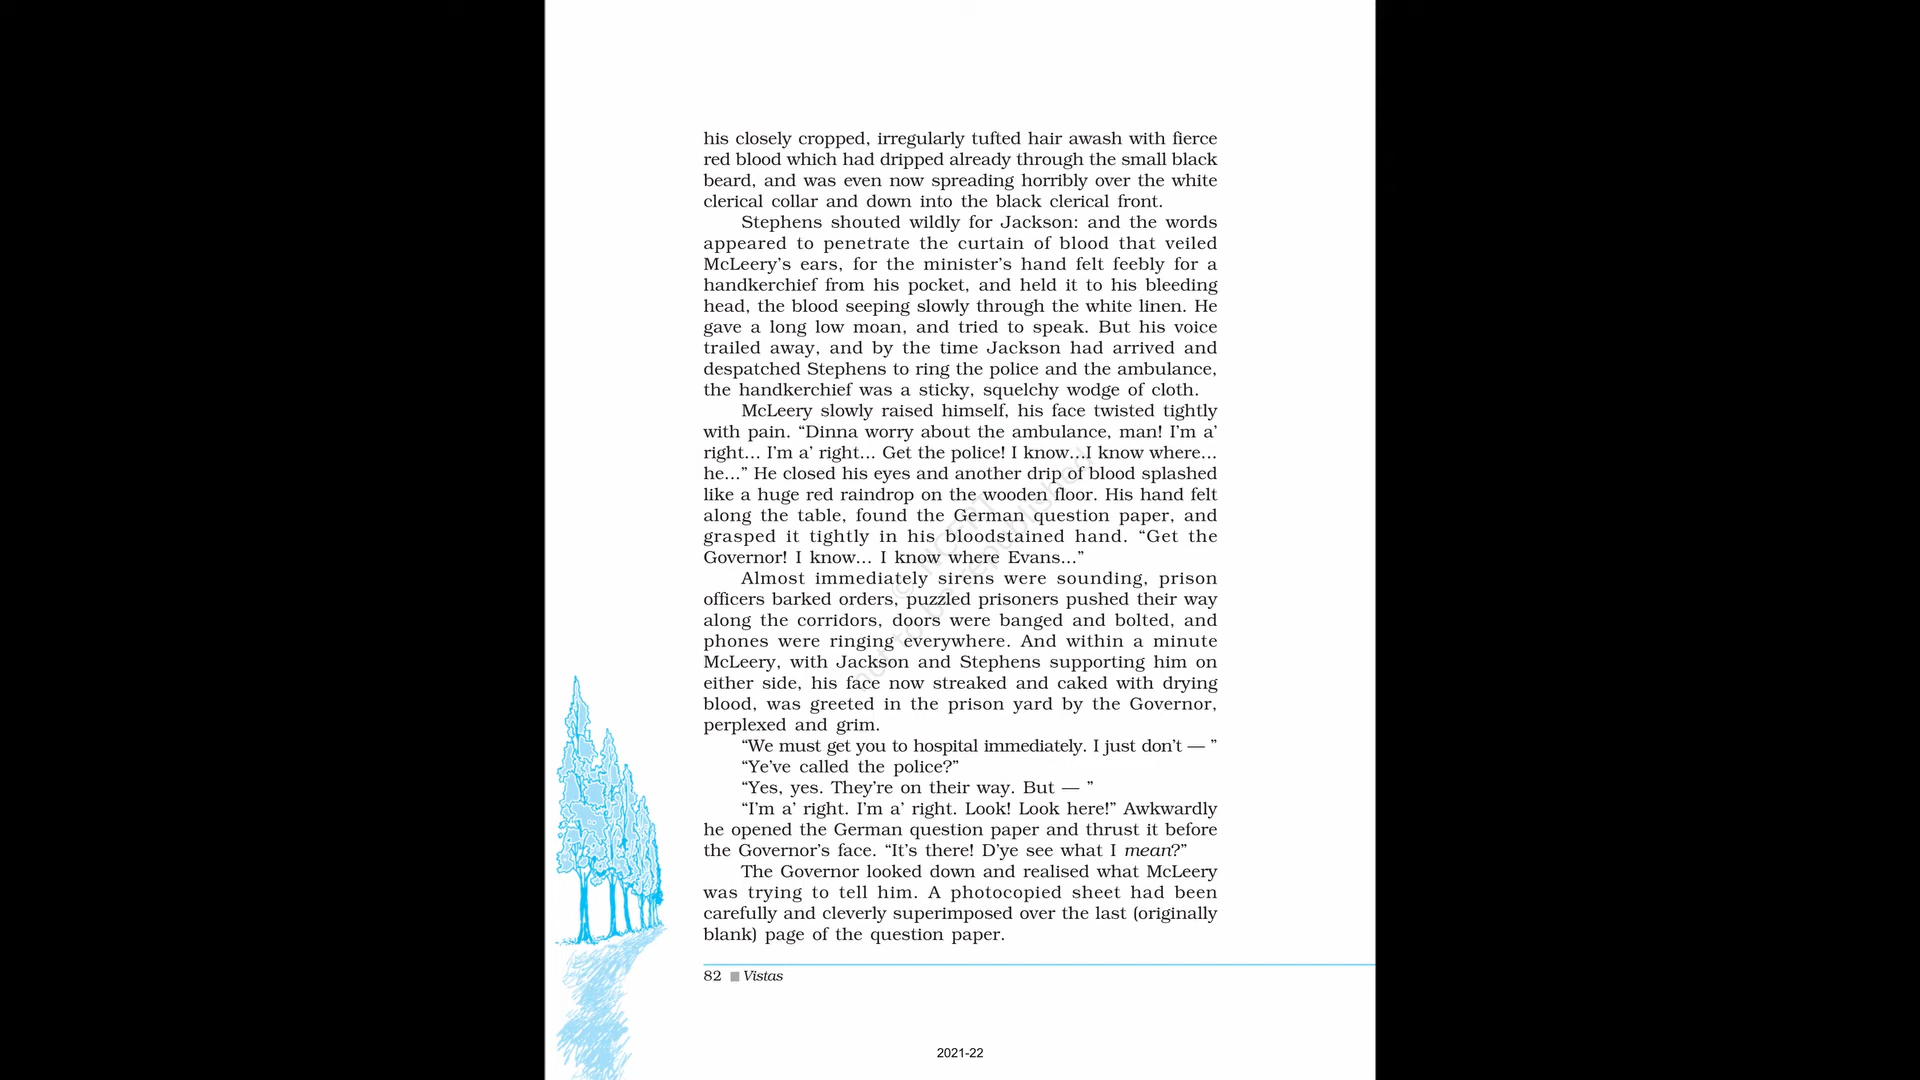 his closely cropped, irregularly tufted hair awash with fierce
red blood which had dripped already through the small black
beard, and was even now spreading horribly over the white
clerical collar and down into the black clerical front.
Stephens shouted wildly for Jackson: and the words
appeared to penetrate the curtain of blood that veiled
McLeery’s ears, for the minister’s hand felt feebly for a
handkerchief from his pocket, and held it to his bleeding
head, the blood seeping slowly through the white linen. He
gave a long low moan, and tried to speak. But his voice
trailed away, and by the time Jackson had arrived and
despatched Stephens to ring the police and the ambulance,
the handkerchief was a sticky, squelchy wodge of cloth.
McLeery slowly raised himself, his face twisted tightly
with pain. “Dinna worry about the ambulance, man! I’m a’
right... I’m a’ right... Get the police! I know...I know where...
he...” He closed his eyes and another drip of blood splashed
like a huge red raindrop on the wooden floor. His hand felt
along the table, found the German question paper, and
grasped it tightly in his bloodstained hand. “Get the
Governor! I know... I know where Evans...”
Almost immediately sirens were sounding, prison
officers barked orders, puzzled prisoners pushed their way
along the corridors, doors were banged and bolted, and
phones were ringing everywhere. And within a minute
McLeery, with Jackson and Stephens supporting him on
either side, his face now streaked and caked with drying
blood, was greeted in the prison yard by the Governor,
perplexed and grim.
“We must get you to hospital immediately. I just don’t — ”
“Ye’ve called the police?”
“Yes, yes. They’re on their way. But — ”
“I’m a’ right. I’m a’ right. Look! Look here!” Awkwardly
he opened the German question paper and thrust it before
the Governor’s face. “It’s there! D’ye see what I mean?”
The Governor looked down and realised what McLeery
was trying to tell him. A photocopied sheet had been
carefully and cleverly superimposed over the last (originally
blank) page of the question paper.
82 ■ Vistas
2021-22
© NCERT
not to be republished